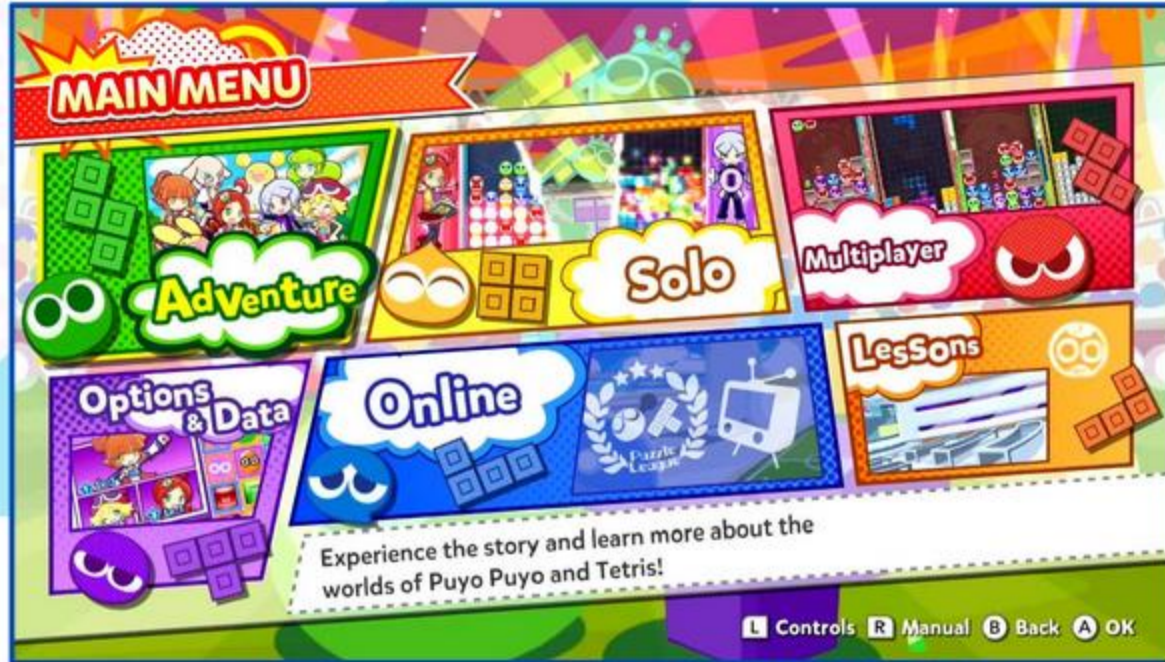 MAIN MENU
Adventure
Solo
Multiplayer
Options
& Data
Online
Puzzle
League
Lessons
Experience the story and learn more about the
worlds of Puyo Puyo and Tetris!
L Controls R Manual B Back A OK